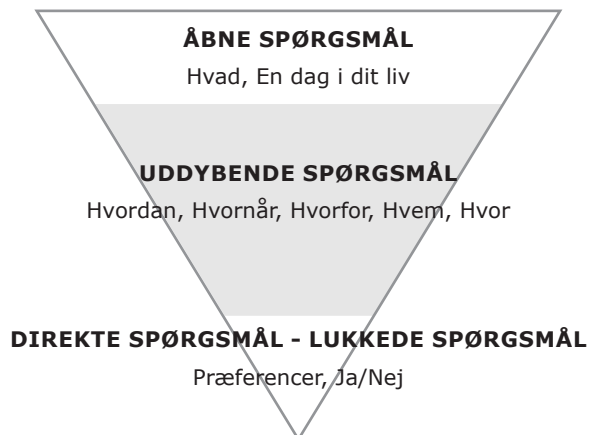 ÅBNE SPØRGSMÅL
Hvad, En dag i dit liv
UDDYBENDE SPØRGSMÅL
Hvordan, Hvornår, Hvorfor, Hvem, Hvor
DIREKTE SPØRGSMÅL - LUKKEDE SPØRGSMÅL
Præferencer, Ja/Nej